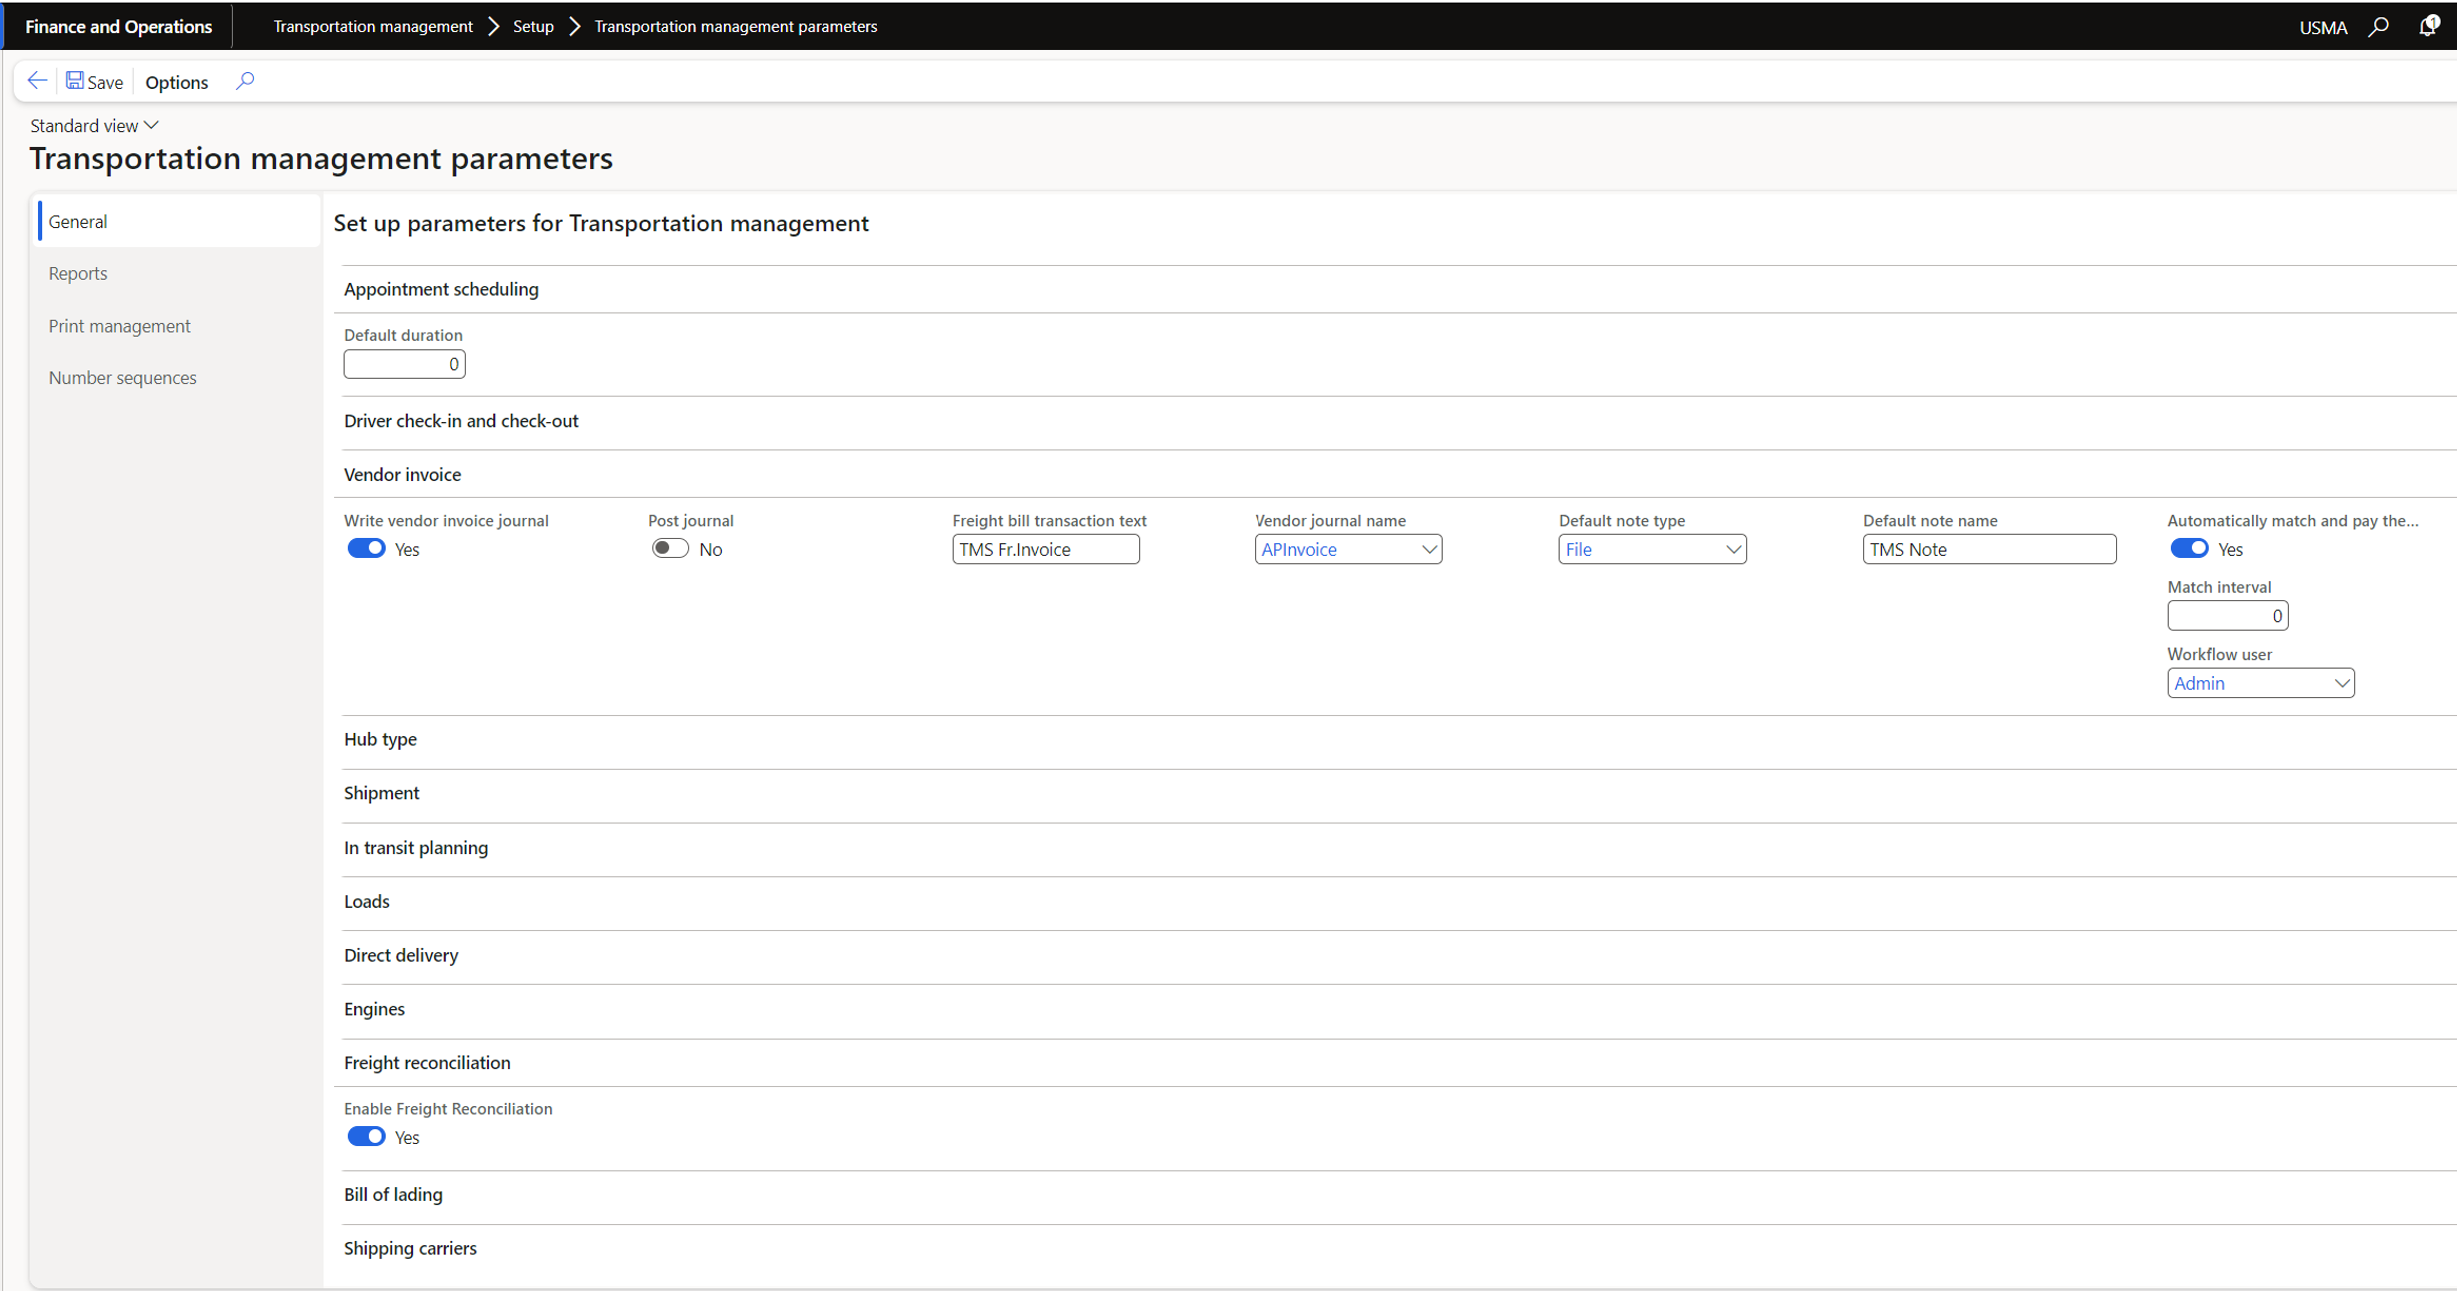 Finance and Operations
Transportation management
Setup
Transportation management parameters
USMA
1
Save
Options
Standard view
Transportation management parameters
General
Reports
Print management
Number sequences
Set up parameters for Transportation management
Appointment scheduling
Default duration
0
Driver check-in and check-out
Vendor invoice
Write vendor invoice journal
Yes
Post journal
No
Freight bill transaction text
TMS Fr.Invoice
Vendor journal name
APInvoice
Default note type
File
Default note name
TMS Note
Automatically match and pay the...
Yes
Match interval
0
Workflow user
Admin
Hub type
Shipment
In transit planning
Loads
Direct delivery
Engines
Freight reconciliation
Enable Freight Reconciliation
Yes
Bill of lading
Shipping carriers